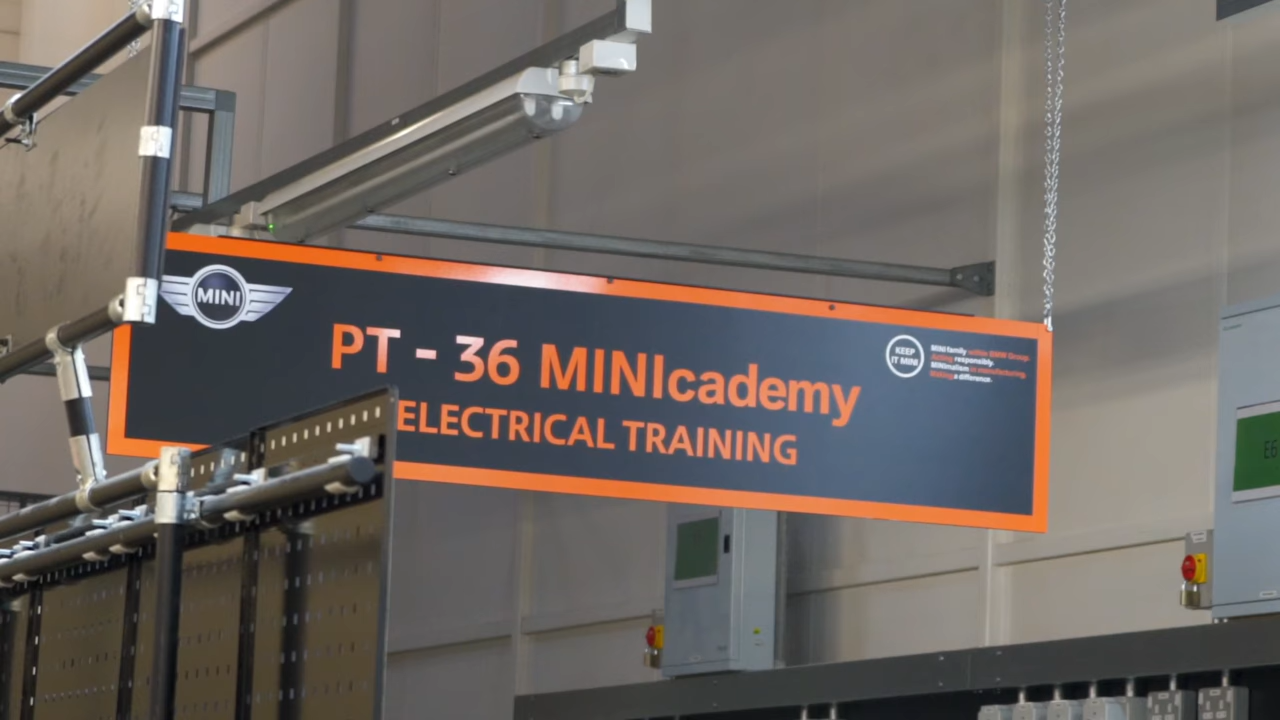 MINI
PT - 36 MINIcademy
ELECTRICAL TRAINING
KEEP
IT MINI
MINI family within BMW Group.
Acting responsibly.
MINImalism in manufacturing.
Making a difference.
E6